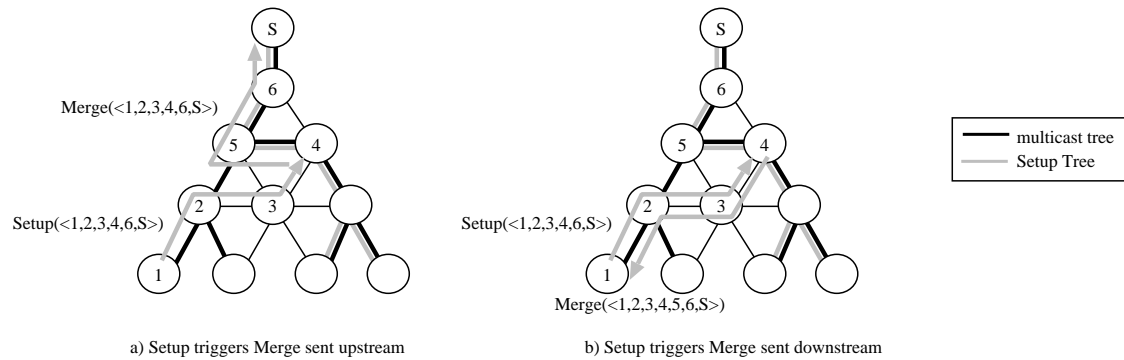 S
6
Merge(<1,2,3,4,6,S>)
5
4
Setup(<1,2,3,4,6,S>)
2
3
1
a) Setup triggers Merge sent upstream
S
6
5
4
Setup(<1,2,3,4,6,S>)
2
3
1
Merge(<1,2,3,4,5,6,S>)
b) Setup triggers Merge sent downstream
multicast tree
Setup Tree